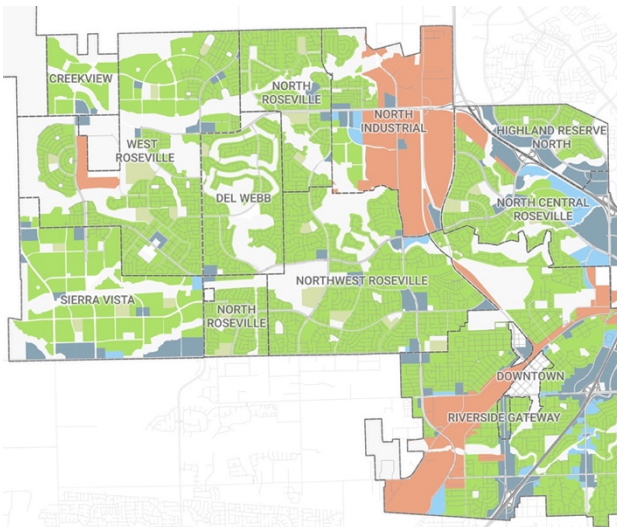 CREEKVIEW
NORTH
ROSEVILLE
NORTH
INDUSTRIAL
HIGHLAND RESERVE
NORTH
WEST
ROSEVILLE
DEL WEBB
NORTH CENTRAL
ROSEVILLE
NORTHWEST ROSEVILLE
SIERRA VISTA
NORTH
ROSEVILLE
DOWNTOWN
RIVERSIDE GATEWAY